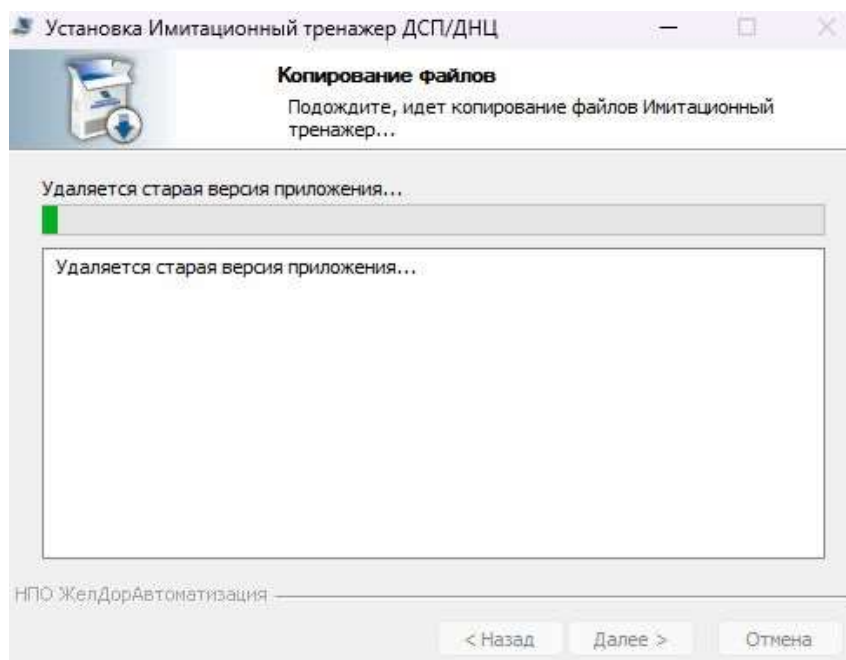 Установка Имитационный тренажер ДСП/ДНЦ
Копирование файлов
Подождите, идет копирование файлов Имитационный
тренажер...
Удаляется старая версия приложения...
Удаляется старая версия приложения...
НПО ЖелДорАвтоматизация
< Назад
Далее >
Отмена